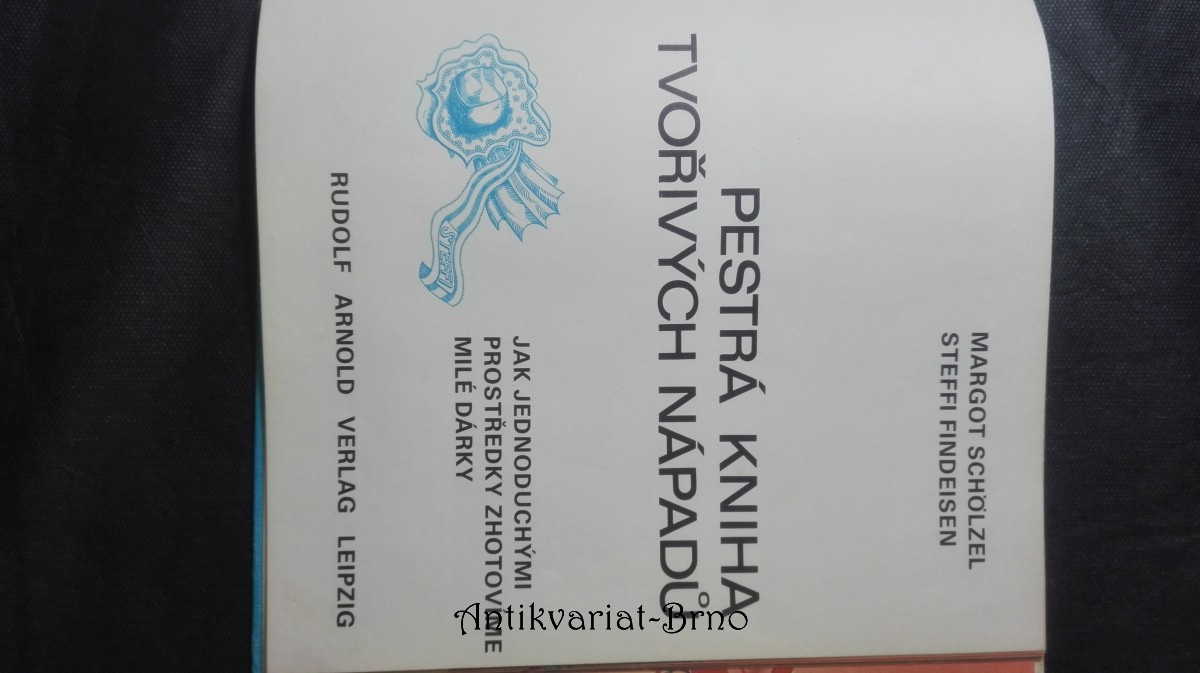 MARGOT SCHÖLZEL
STEFFI FINDEISEN
PESTRÁ KNIHA
TVOŘIVÝCH NÁPADŮ
JAK JEDNODUCHÝMI
PROSTŘEDKY ZHOTOVÍME
MILÉ DÁRKY
STEFFI
RUDOLF ARNOLD VERLAG LEIPZIG
Antikvariat-Brno